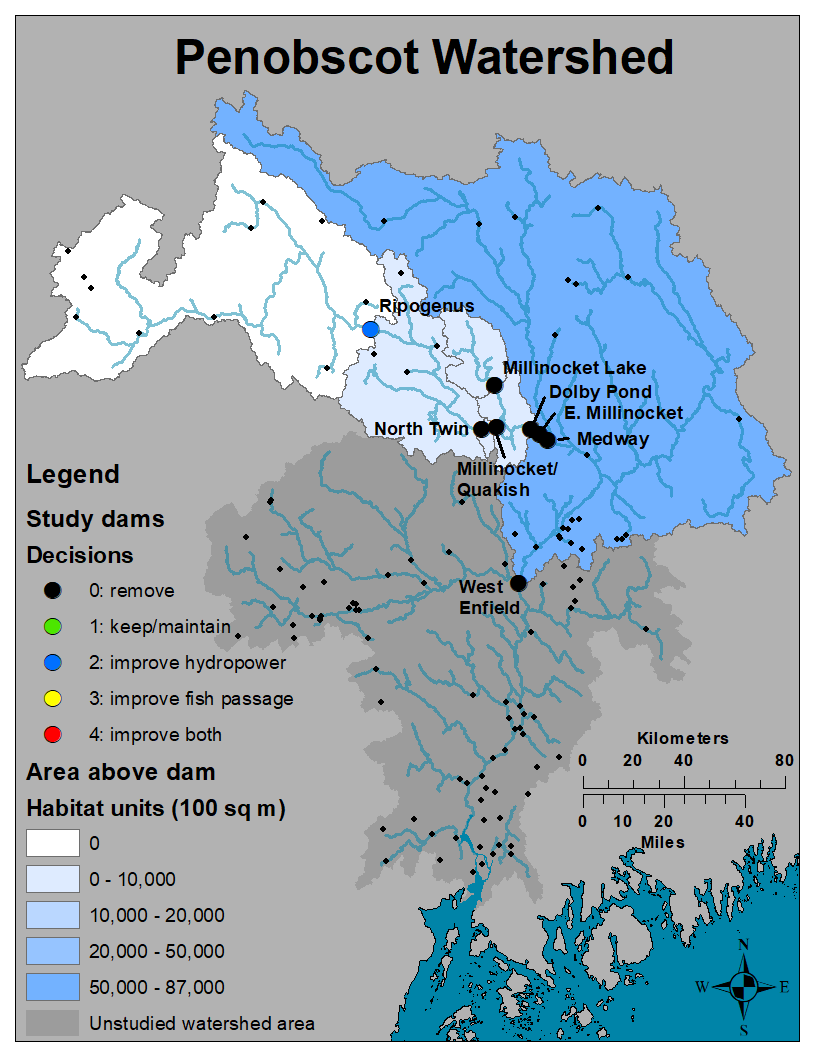 Penobscot Watershed
Ripogenus
Millinocket Lake
Dolby Pond
E. Millinocket
North Twin
Medway
Millinocket/
Quakish
West
Enfield
Legend
Study dams
Decisions
0: remove
1: keep/maintain
2: improve hydropower
3: improve fish passage
4: improve both
Area above dam
Habitat units (100 sq m)
0
0 - 10,000
10,000 - 20,000
20,000 - 50,000
50,000 - 87,000
Unstudied watershed area
Kilometers
0 20 40 80
0 10 20 40
Miles
N
W E
S